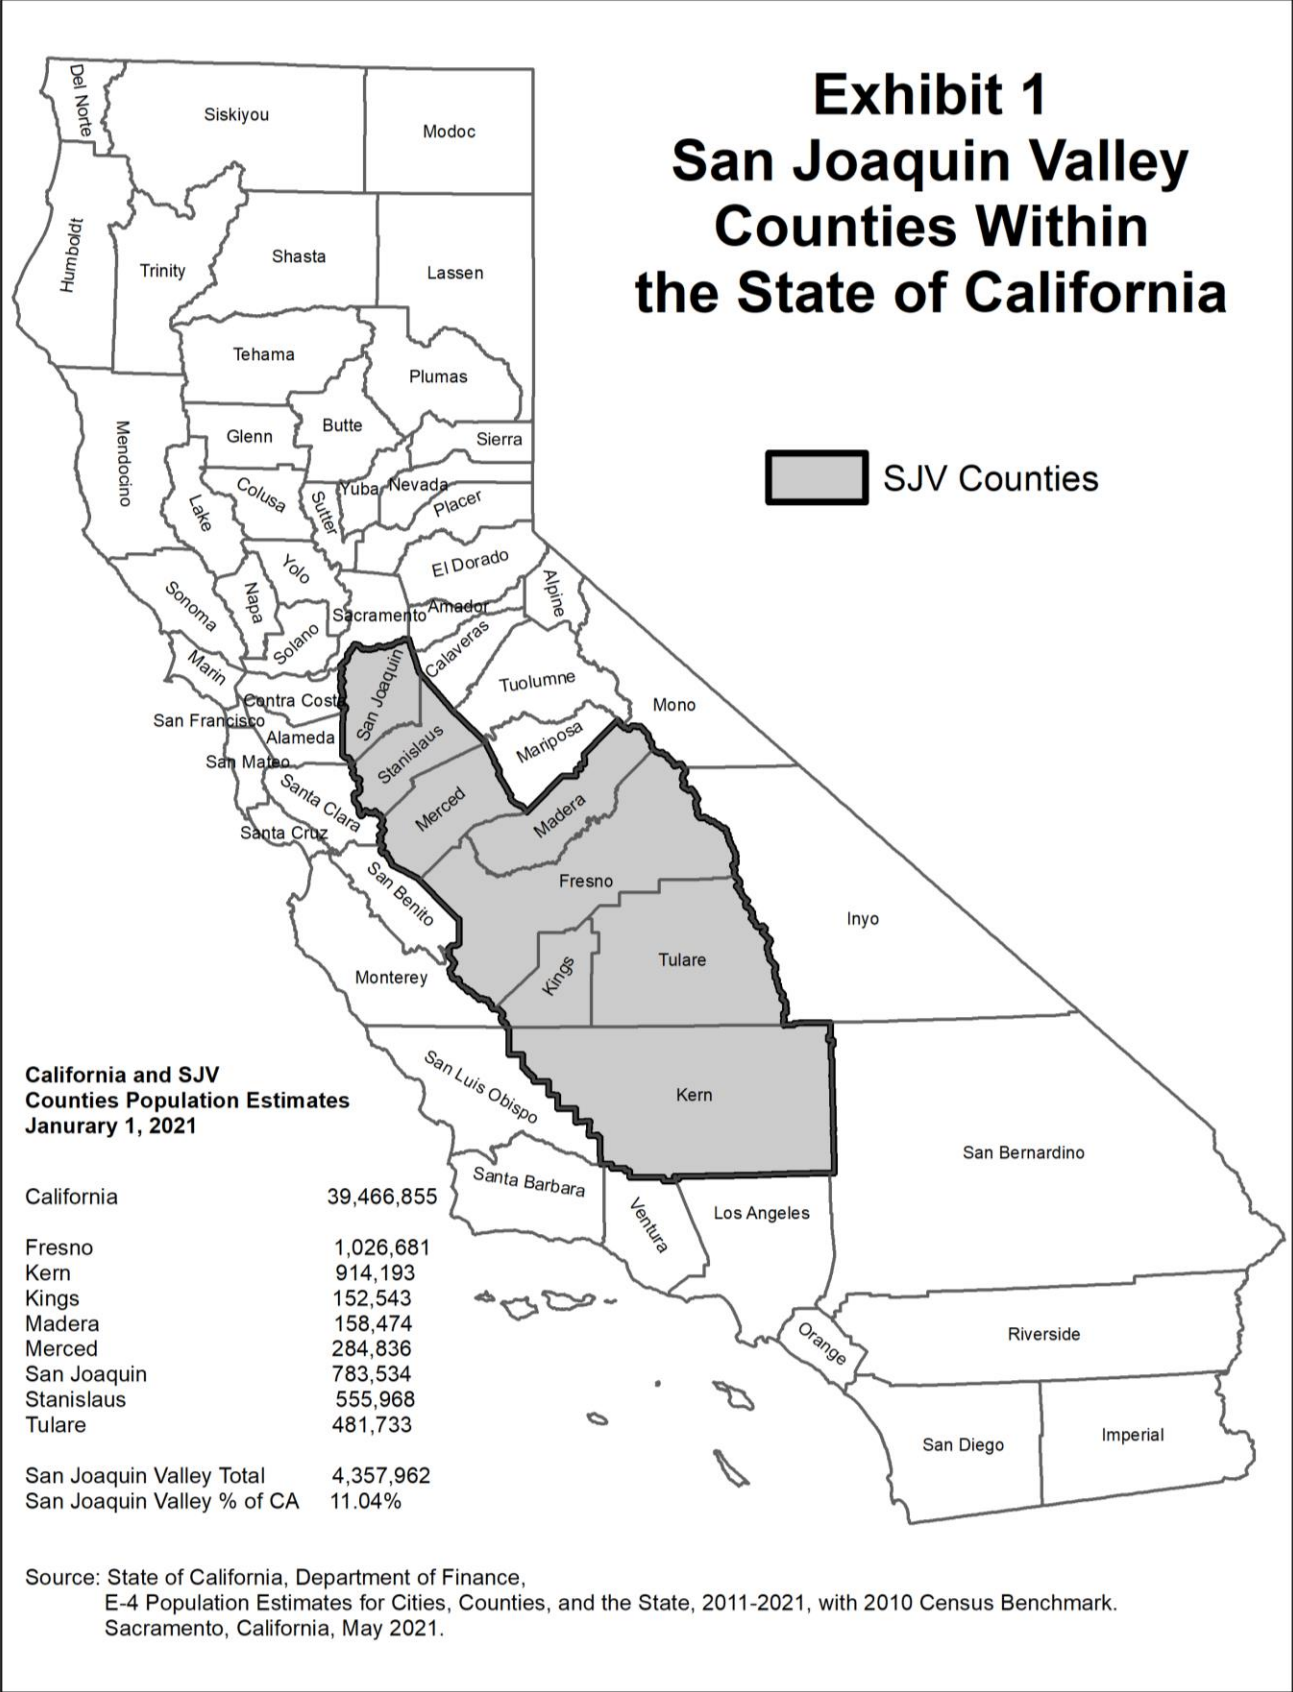 Exhibit 1
San Joaquin Valley
Counties Within
the State of California
SJV Counties
Del Norte
Siskiyou
Modoc
Humboldt
Trinity
Shasta
Lassen
Tehama
Plumas
Mendocino
Glenn
Butte
Sierra
Lake
Colusa
Sutter
Yuba
Nevada
Placer
Sonoma
Napa
Yolo
El Dorado
Alpine
Solano
Sacramento
Amador
Marin
Calaveras
Contra Costa
San Joaquin
Tuolumne
Mono
San Francisco
Alameda
Stanislaus
Mariposa
San Mateo
Santa Clara
Merced
Madera
Santa Cruz
San Benito
Fresno
Inyo
Monterey
Kings
Tulare
San Luis Obispo
Kern
San Bernardino
Santa Barbara
Ventura
Los Angeles
Orange
Riverside
San Diego
Imperial
California and SJV
Counties Population Estimates
Janurary 1, 2021
California 39,466,855
Fresno 1,026,681
Kern 914,193
Kings 152,543
Madera 158,474
Merced 284,836
San Joaquin 783,534
Stanislaus 555,968
Tulare 481,733
San Joaquin Valley Total 4,357,962
San Joaquin Valley % of CA 11.04%
Source: State of California, Department of Finance,
E-4 Population Estimates for Cities, Counties, and the State, 2011-2021, with 2010 Census Benchmark.
Sacramento, California, May 2021.